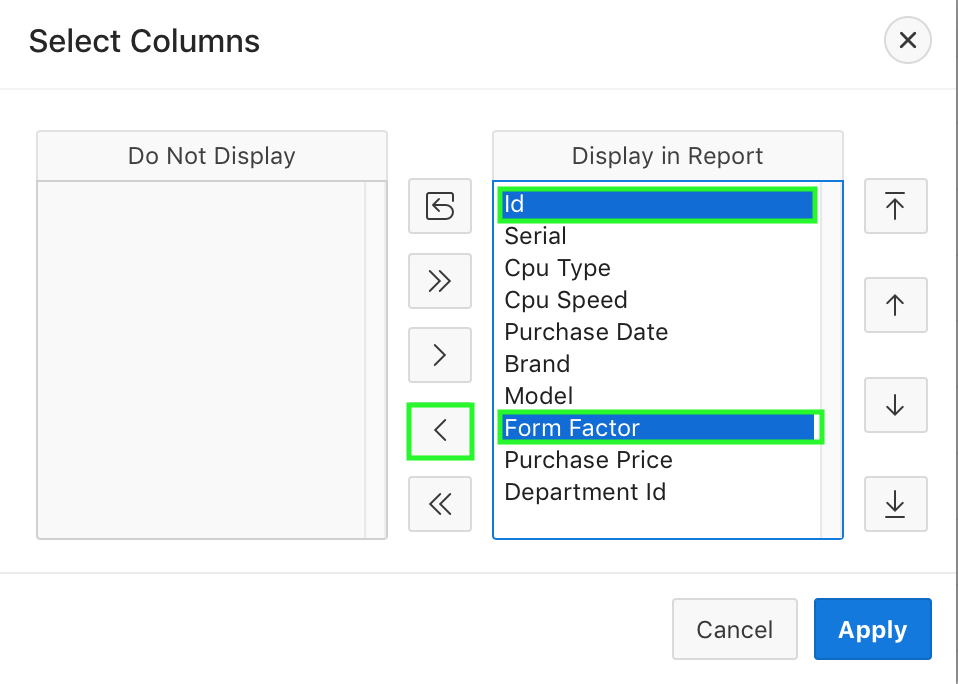 Select Columns
Do Not Display
Display in Report
Id
Serial
Cpu Type
Cpu Speed
Purchase Date
Brand
Model
Form Factor
Purchase Price
Department Id
Cancel
Apply